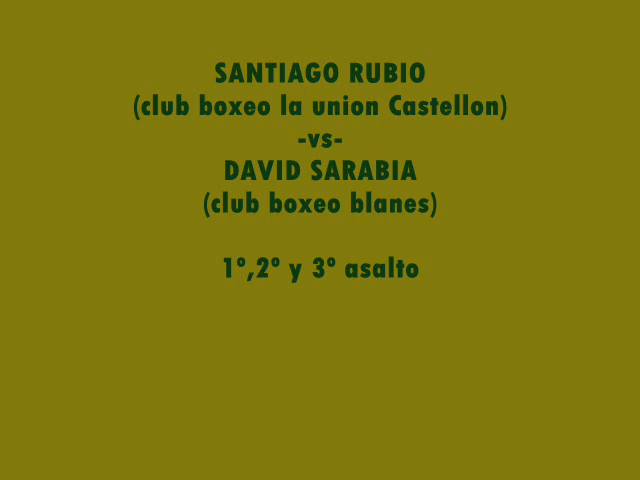 SANTIAGO RUBIO
(club boxeo la union Castellon)
-vs-
DAVID SARABIA
(club boxeo blanes)
1º,2º y 3º asalto